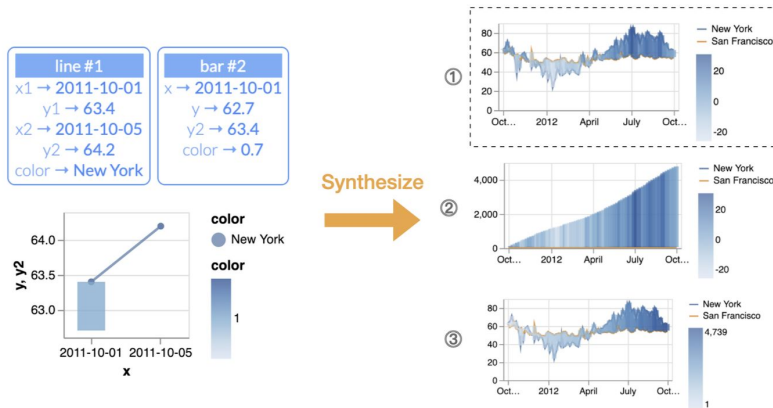 line #1
x1 → 2011-10-01
y1 → 63.4
x2 → 2011-10-05
y2 → 64.2
color → New York
bar #2
x → 2011-10-01
y → 62.7
y2 → 63.4
color → 0.7
y, y2
64.0
63.5
63.0
2011-10-01 2011-10-05
x
color
New York
color
1
Synthesize
①
80
60
40
20
0
Oct... 2012 April July Oct...
New York
San Francisco
20
0
-20
②
4,000
2,000
0
Oct... 2012 April July Oct...
New York
San Francisco
20
0
-20
③
80
60
40
20
0
Oct... 2012 April July Oct...
New York
San Francisco
4,739
1